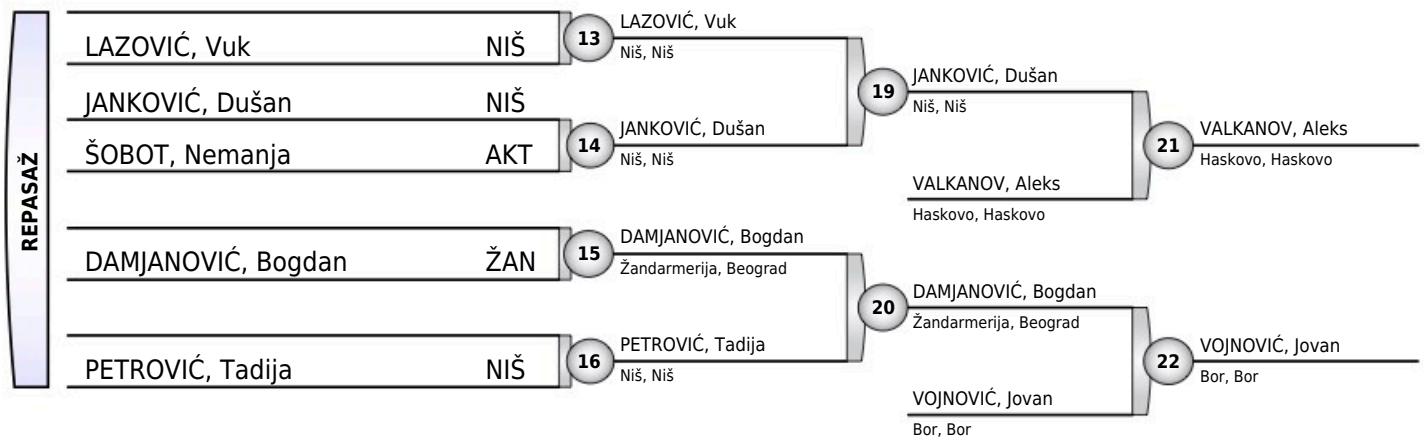 REPASAŽ
LAZOVIĆ, Vuk NIŠ
JANKOVIĆ, Dušan NIŠ
ŠOBOT, Nemanja AKT
DAMJANOVIĆ, Bogdan ŽAN
PETROVIĆ, Tadija NIŠ
13
LAZOVIĆ, Vuk
Niš, Niš
14
JANKOVIĆ, Dušan
Niš, Niš
15
DAMJANOVIĆ, Bogdan
Žandarmerija, Beograd
16
PETROVIĆ, Tadija
Niš, Niš
19
JANKOVIĆ, Dušan
Niš, Niš
VALKANOV, Aleks
Haskovo, Haskovo
20
DAMJANOVIĆ, Bogdan
Žandarmerija, Beograd
VOJNOVIĆ, Jovan
Bor, Bor
21
VALKANOV, Aleks
Haskovo, Haskovo
22
VOJNOVIĆ, Jovan
Bor, Bor